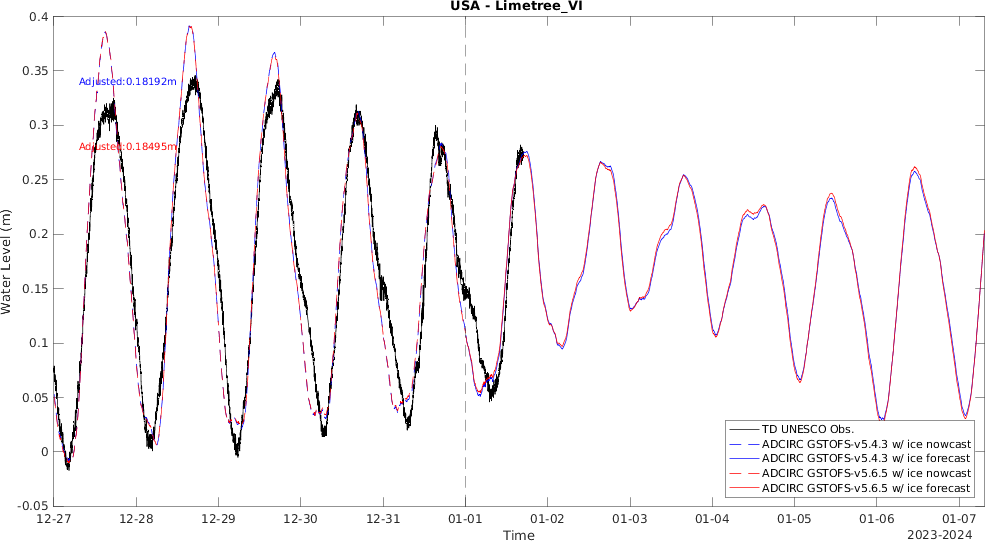 USA - Limetree_VI
0.4
0.35
0.3
0.25
0.2
0.15
0.1
0.05
0
-0.05
Water Level (m)
Adjusted:0.18192m
Adjusted:0.18495m
TD UNESCO Obs.
ADCIRC GSTOFS-v5.4.3 w/ ice nowcast
ADCIRC GSTOFS-v5.4.3 w/ ice forecast
ADCIRC GSTOFS-v5.6.5 w/ ice nowcast
ADCIRC GSTOFS-v5.6.5 w/ ice forecast
12-27 12-28 12-29 12-30 12-31 01-01 01-02 01-03 01-04 01-05 01-06 01-07
Time
2023-2024